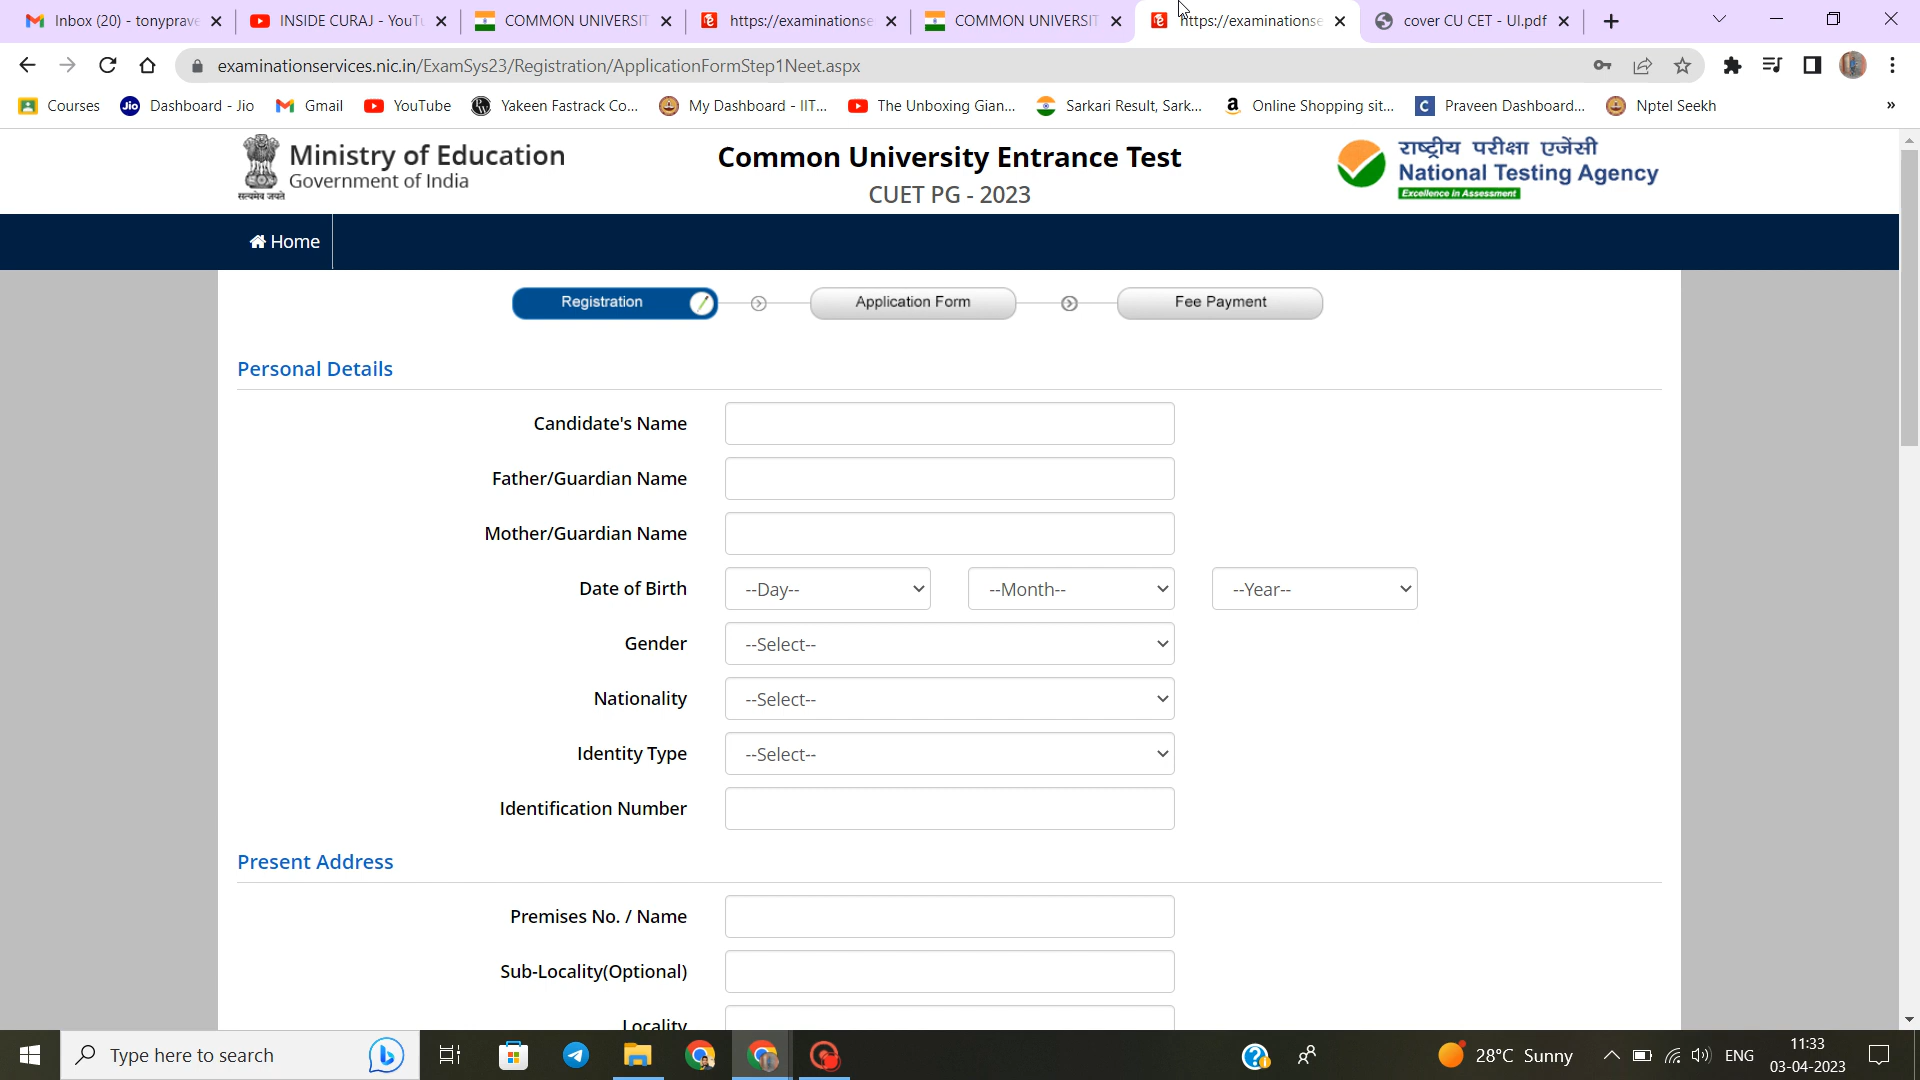 Inbox (20) - tonyprave
INSIDE CURAJ - YouTu
COMMON UNIVERSIT
https://examinationse
COMMON UNIVERSIT
https://examinationse
cover CU CET - UI.pdf
examinationservices.nic.in/ExamSys23/Registration/ApplicationFormStep1Neet.aspx
Courses
Jio Dashboard - Jio
Gmail
YouTube
Yakeen Fastrack Co...
My Dashboard - IIT...
The Unboxing Gian...
Sarkari Result, Sark...
a Online Shopping sit...
C Praveen Dashboard...
Nptel Seekh
»
Ministry of Education
Government of India
सत्यमेव जयते
Common University Entrance Test
CUET PG - 2023
राष्ट्रीय परीक्षा एजेंसी
National Testing Agency
Excellence in Assessment
Home
Registration
Application Form
Fee Payment
Personal Details
Candidate's Name
Father/Guardian Name
Mother/Guardian Name
Date of Birth --Day-- --Month-- --Year--
Gender --Select--
Nationality --Select--
Identity Type --Select--
Identification Number
Present Address
Premises No. / Name
Sub-Locality(Optional)
Locality
Type here to search
28°C Sunny
ENG
11:33
03-04-2023